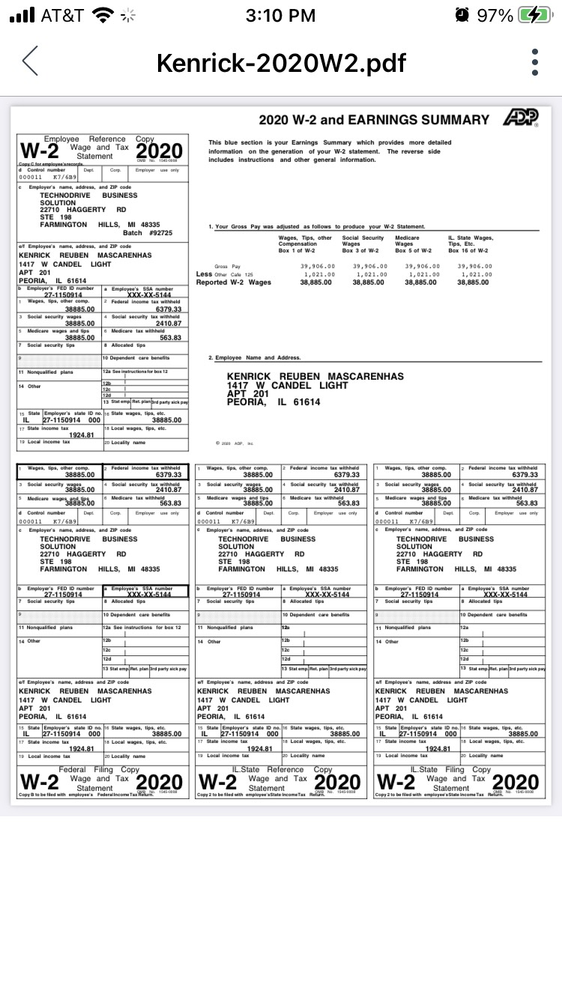 AT&T 3:10 PM 97%
Kenrick-2020W2.pdf
2020 W-2 and EARNINGS SUMMARY ADP
Employee Reference Copy
W-2 Wage and Tax 2020
Statement
OMB No. 1545-0008
Copy C for employee's records.
d Control number Dept. Corp. Employer use only
000011 K7/6B9
c Employer's name, address, and ZIP code
TECHNODRIVE BUSINESS
SOLUTION
22710 HAGGERTY RD
STE 198
FARMINGTON HILLS, MI 48335
Batch #92725
e/f Employee's name, address, and ZIP code
KENRICK REUBEN MASCARENHAS
1417 W CANDEL LIGHT
APT 201
PEORIA, IL 61614
b Employer's FED ID number a Employee's SSA number
27-1150914 XXX-XX-5144
1 Wages, tips, other comp. 2 Federal income tax withheld
38885.00 6379.33
3 Social security wages 4 Social security tax withheld
38885.00 2410.87
5 Medicare wages and tips 6 Medicare tax withheld
38885.00 563.83
7 Social security tips 8 Allocated tips
9 10 Dependent care benefits
11 Nonqualified plans 12a See instructions for box 12
14 Other 12b
12c
12d
13 Stat emp. Ret. plan 3rd party sick pay
15 State Employer's state ID no. 16 State wages, tips, etc.
IL 27-1150914 000 38885.00
17 State income tax 18 Local wages, tips, etc.
1924.81
19 Local income tax 20 Locality name
This blue section is your Earnings Summary which provides more detailed
information on the generation of your W-2 statement. The reverse side
includes instructions and other general information.
1. Your Gross Pay was adjusted as follows to produce your W-2 Statement.
Wages, Tips, other Social Security Medicare IL. State Wages,
Compensation Wages Wages Tips, Etc.
Box 1 of W-2 Box 3 of W-2 Box 5 of W-2 Box 16 of W-2
Gross Pay 39,906.00 39,906.00 39,906.00 39,906.00
Less Other Cafe 125 1,021.00 1,021.00 1,021.00 1,021.00
Reported W-2 Wages 38,885.00 38,885.00 38,885.00 38,885.00
2. Employee Name and Address.
KENRICK REUBEN MASCARENHAS
1417 W CANDEL LIGHT
APT 201
PEORIA, IL 61614
© 2020 ADP, Inc.
1 Wages, tips, other comp. 2 Federal income tax withheld
38885.00 6379.33
3 Social security wages 4 Social security tax withheld
38885.00 2410.87
5 Medicare wages and tips 6 Medicare tax withheld
38885.00 563.83
d Control number Dept. Corp. Employer use only
000011 K7/6B9
c Employer's name, address, and ZIP code
TECHNODRIVE BUSINESS
SOLUTION
22710 HAGGERTY RD
STE 198
FARMINGTON HILLS, MI 48335
b Employer's FED ID number a Employee's SSA number
27-1150914 XXX-XX-5144
7 Social security tips 8 Allocated tips
9 10 Dependent care benefits
11 Nonqualified plans 12a See instructions for box 12
14 Other 12b
12c
12d
13 Stat emp. Ret. plan 3rd party sick pay
e/f Employee's name, address and ZIP code
KENRICK REUBEN MASCARENHAS
1417 W CANDEL LIGHT
APT 201
PEORIA, IL 61614
15 State Employer's state ID no. 16 State wages, tips, etc.
IL 27-1150914 000 38885.00
17 State income tax 18 Local wages, tips, etc.
1924.81
19 Local income tax 20 Locality name
Federal Filing Copy
W-2 Wage and Tax 2020
Statement
OMB No. 1545-0008
Copy B to be filed with employee's Federal Income Tax Return.
1 Wages, tips, other comp. 2 Federal income tax withheld
38885.00 6379.33
3 Social security wages 4 Social security tax withheld
38885.00 2410.87
5 Medicare wages and tips 6 Medicare tax withheld
38885.00 563.83
d Control number Dept. Corp. Employer use only
000011 K7/6B9
c Employer's name, address, and ZIP code
TECHNODRIVE BUSINESS
SOLUTION
22710 HAGGERTY RD
STE 198
FARMINGTON HILLS, MI 48335
b Employer's FED ID number a Employee's SSA number
27-1150914 XXX-XX-5144
7 Social security tips 8 Allocated tips
9 10 Dependent care benefits
11 Nonqualified plans 12a
14 Other 12b
12c
12d
13 Stat emp. Ret. plan 3rd party sick pay
e/f Employee's name, address and ZIP code
KENRICK REUBEN MASCARENHAS
1417 W CANDEL LIGHT
APT 201
PEORIA, IL 61614
15 State Employer's state ID no. 16 State wages, tips, etc.
IL 27-1150914 000 38885.00
17 State income tax 18 Local wages, tips, etc.
1924.81
19 Local income tax 20 Locality name
IL.State Reference Copy
W-2 Wage and Tax 2020
Statement
OMB No. 1545-0008
Copy 2 to be filed with employee's State Income Tax Return.
1 Wages, tips, other comp. 2 Federal income tax withheld
38885.00 6379.33
3 Social security wages 4 Social security tax withheld
38885.00 2410.87
5 Medicare wages and tips 6 Medicare tax withheld
38885.00 563.83
d Control number Dept. Corp. Employer use only
000011 K7/6B9
c Employer's name, address, and ZIP code
TECHNODRIVE BUSINESS
SOLUTION
22710 HAGGERTY RD
STE 198
FARMINGTON HILLS, MI 48335
b Employer's FED ID number a Employee's SSA number
27-1150914 XXX-XX-5144
7 Social security tips 8 Allocated tips
9 10 Dependent care benefits
11 Nonqualified plans 12a
14 Other 12b
12c
12d
13 Stat emp. Ret. plan 3rd party sick pay
e/f Employee's name, address and ZIP code
KENRICK REUBEN MASCARENHAS
1417 W CANDEL LIGHT
APT 201
PEORIA, IL 61614
15 State Employer's state ID no. 16 State wages, tips, etc.
IL 27-1150914 000 38885.00
17 State income tax 18 Local wages, tips, etc.
1924.81
19 Local income tax 20 Locality name
IL.State Filing Copy
W-2 Wage and Tax 2020
Statement
OMB No. 1545-0008
Copy 2 to be filed with employee's State Income Tax Return.